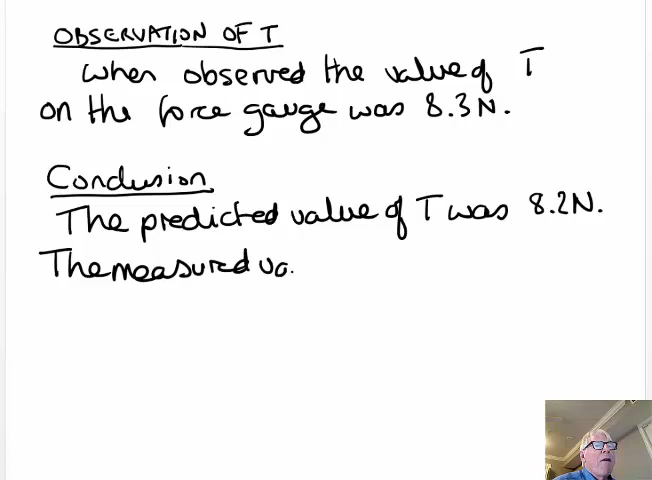 OBSERVATION OF T
When observed the value of T
on the force gauge was 8.3N.
Conclusion
The predicted value of T was 8.2N.
The measured va